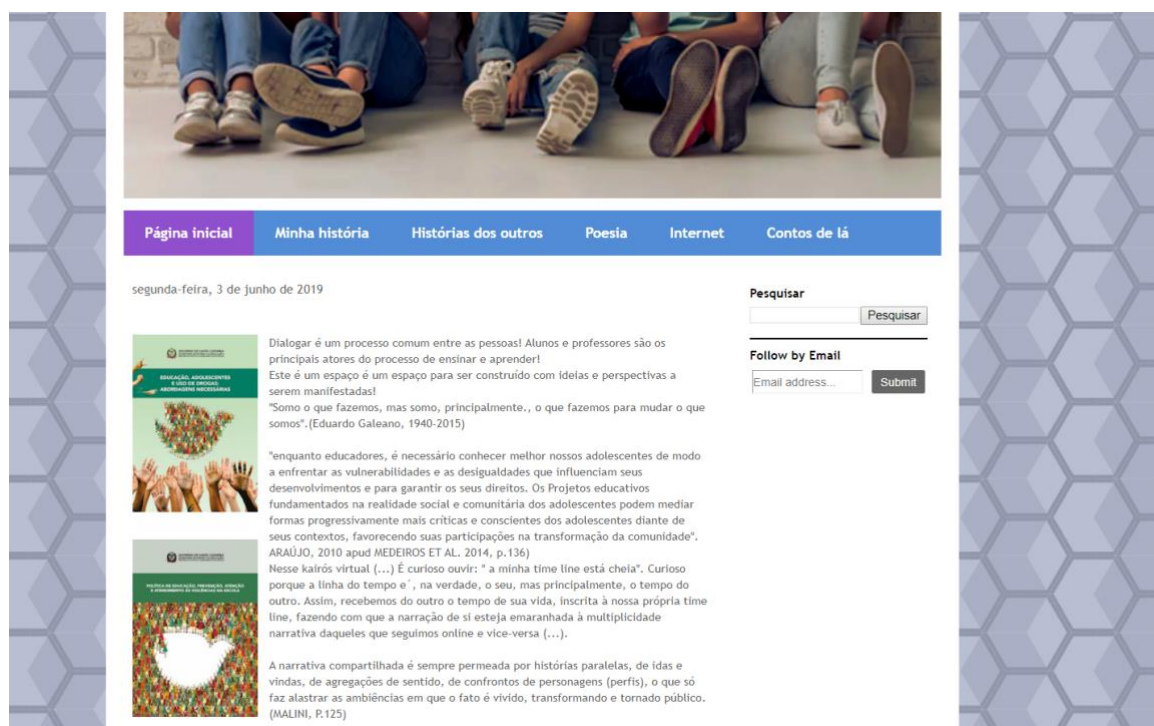 Página inicial
Minha história
Histórias dos outros
Poesia
Internet
Contos de lá
segunda-feira, 3 de junho de 2019
EDUCAÇÃO, ADOLESCENTES
E USO DE DROGAS:
ABORDAGENS NECESSÁRIAS
POLÍTICA DE EDUCAÇÃO, PREVENÇÃO, ATENÇÃO
E ATENDIMENTO ÀS VIOLÊNCIAS NA ESCOLA
Dialogar é um processo comum entre as pessoas! Alunos e professores são os
principais atores do processo de ensinar e aprender!
Este é um espaço é um espaço para ser construído com ideias e perspectivas a
serem manifestadas!
"Somo o que fazemos, mas somo, principalmente., o que fazemos para mudar o que
somos".(Eduardo Galeano, 1940-2015)
"enquanto educadores, é necessário conhecer melhor nossos adolescentes de modo
a enfrentar as vulnerabilidades e as desigualdades que influenciam seus
desenvolvimentos e para garantir os seus direitos. Os Projetos educativos
fundamentados na realidade social e comunitária dos adolescentes podem mediar
formas progressivamente mais críticas e conscientes dos adolescentes diante de
seus contextos, favorecendo suas participações na transformação da comunidade".
ARAÚJO, 2010 apud MEDEIROS ET AL. 2014, p.136)
Nesse kairós virtual (...) É curioso ouvir: " a minha time line está cheia". Curioso
porque a linha do tempo e´, na verdade, o seu, mas principalmente, o tempo do
outro. Assim, recebemos do outro o tempo de sua vida, inscrita à nossa própria time
line, fazendo com que a narração de si esteja emaranhada à multiplicidade
narrativa daqueles que seguimos online e vice-versa (...).
A narrativa compartilhada é sempre permeada por histórias paralelas, de idas e
vindas, de agregações de sentido, de confrontos de personagens (perfis), o que só
faz alastrar as ambiências em que o fato é vivido, transformando e tornado público.
(MALINI, P.125)
Pesquisar
Pesquisar
Follow by Email
Email address...
Submit